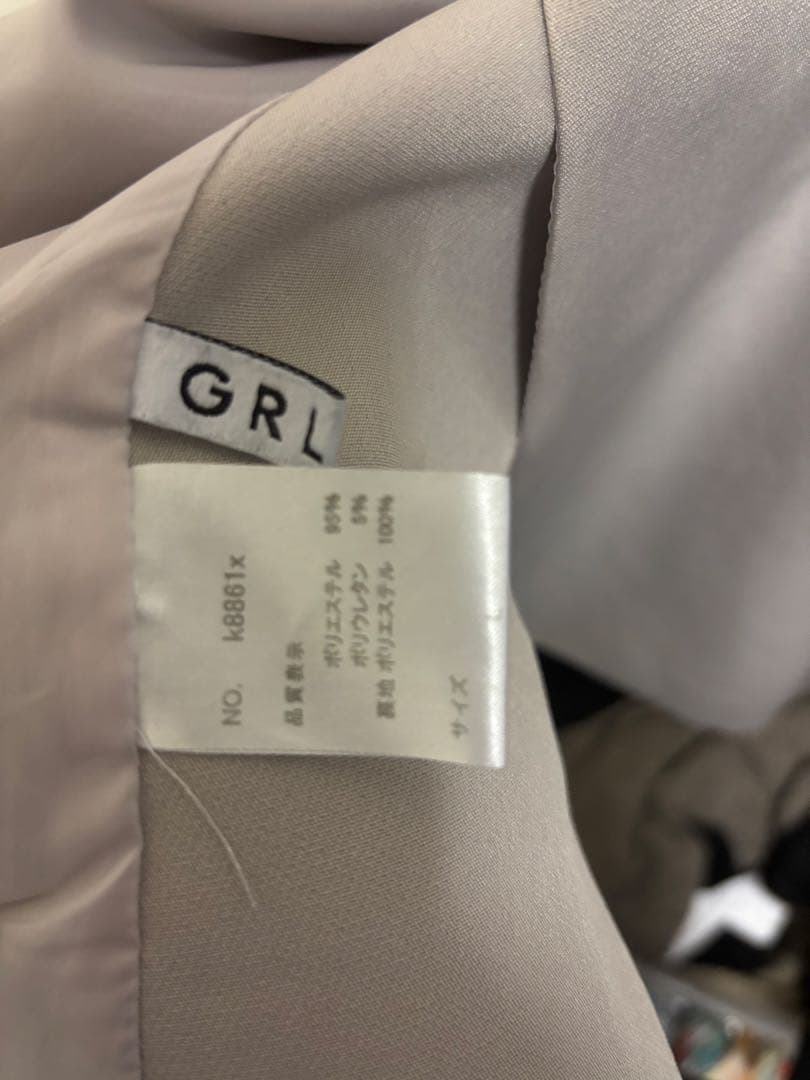 GRL
NO. k8861x
品質表示
ポリエステル 95%
ポリウレタン 5%
裏地 ポリエステル 100%
サイズ